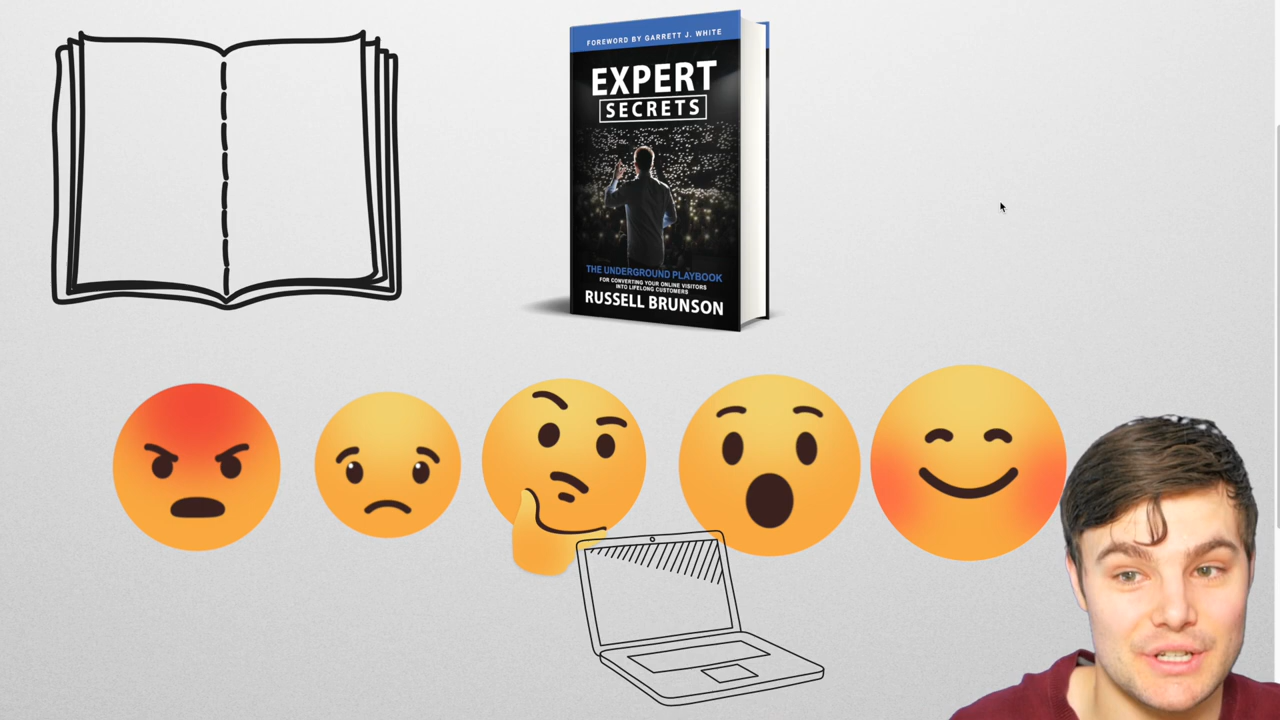 FOREWORD BY GARRETT J. WHITE
EXPERT
SECRETS
THE UNDERGROUND PLAYBOOK
FOR CONVERTING YOUR ONLINE VISITORS
INTO LIFELONG CUSTOMERS
RUSSELL BRUNSON